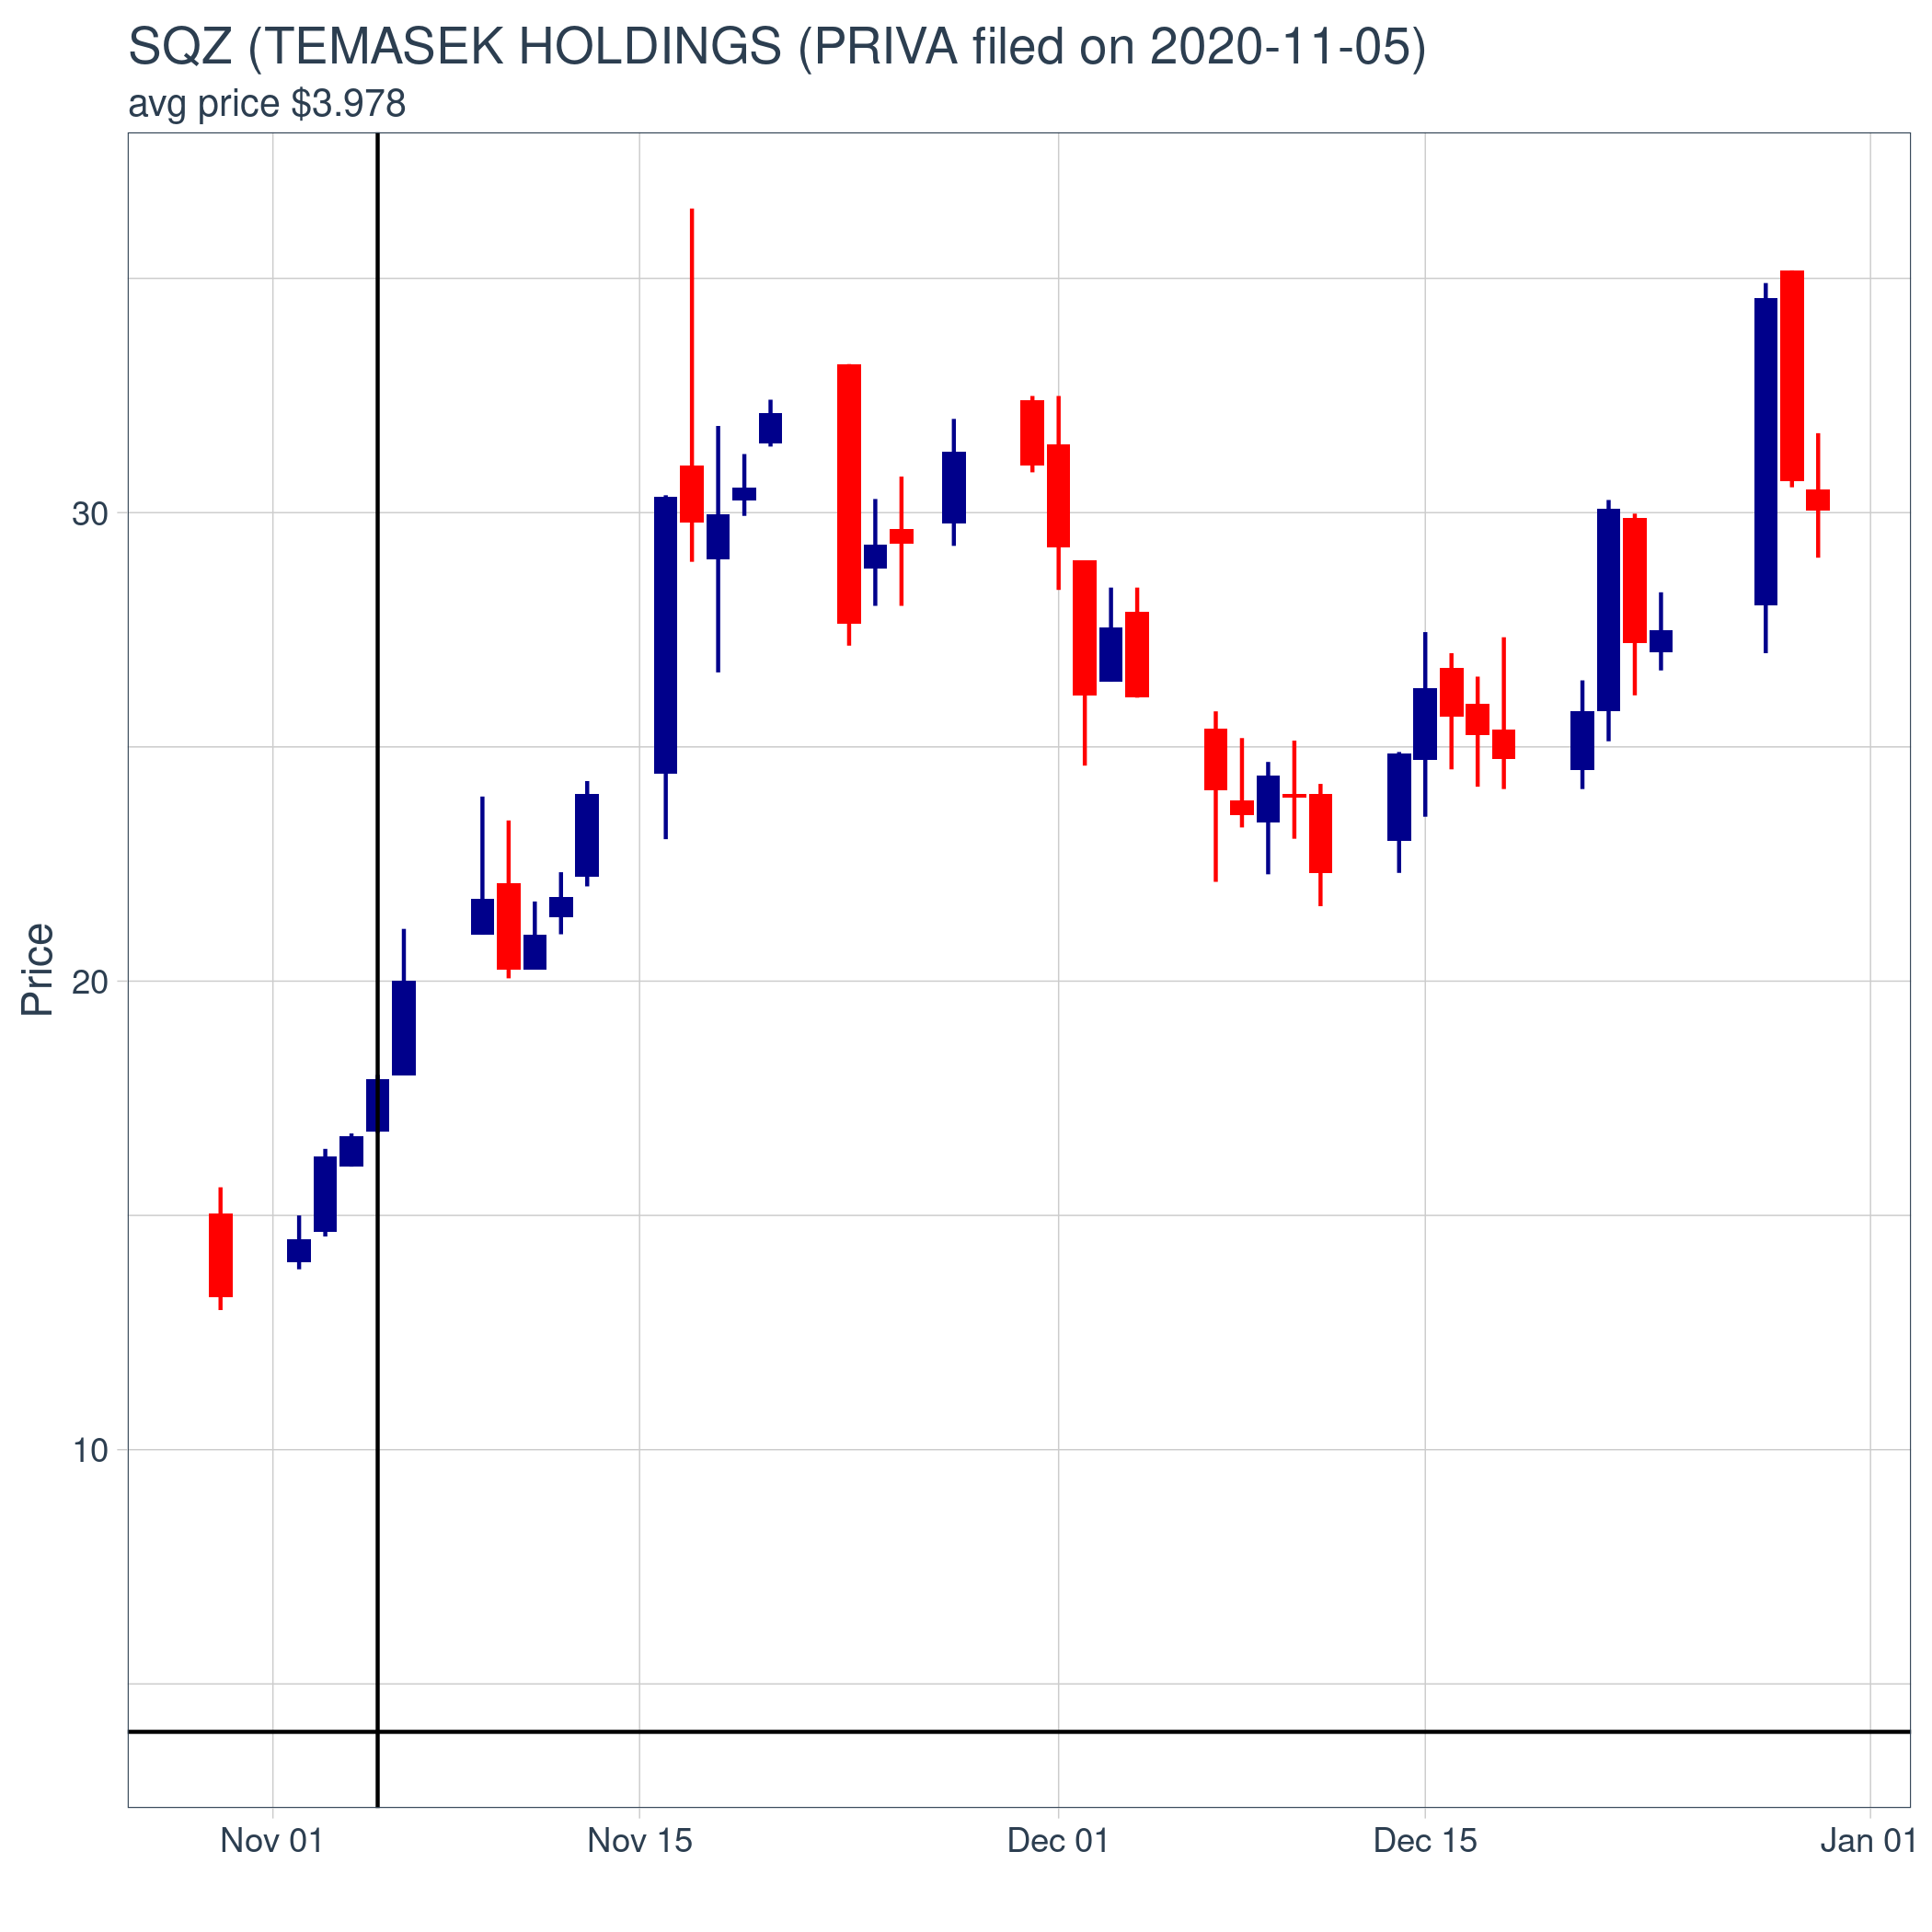 SQZ (TEMASEK HOLDINGS (PRIVA filed on 2020-11-05)
avg price $3.978
Price
30
20
10
Nov 01
Nov 15
Dec 01
Dec 15
Jan 01